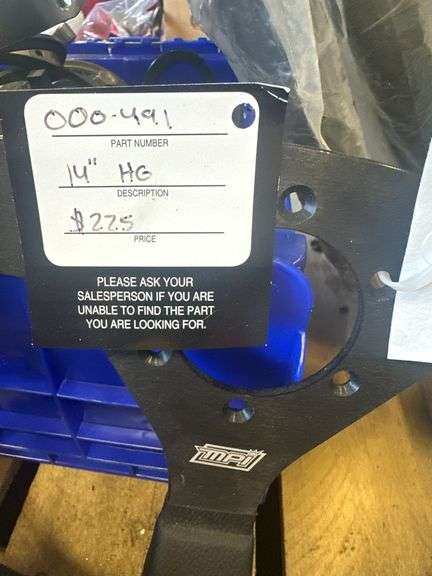 000-491
PART NUMBER
14" HG
DESCRIPTION
$225
PRICE
PLEASE ASK YOUR
SALESPERSON IF YOU ARE
UNABLE TO FIND THE PART
YOU ARE LOOKING FOR.
MPI